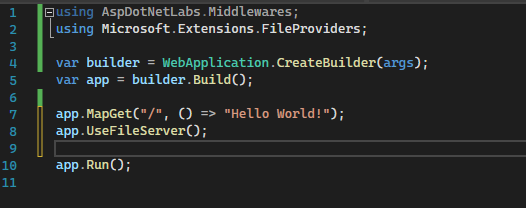 1 using AspDotNetLabs.Middlewares;
2 using Microsoft.Extensions.FileProviders;
3
4 var builder = WebApplication.CreateBuilder(args);
5 var app = builder.Build();
6
7 app.MapGet("/", () => "Hello World!");
8 app.UseFileServer();
9
10 app.Run();
11